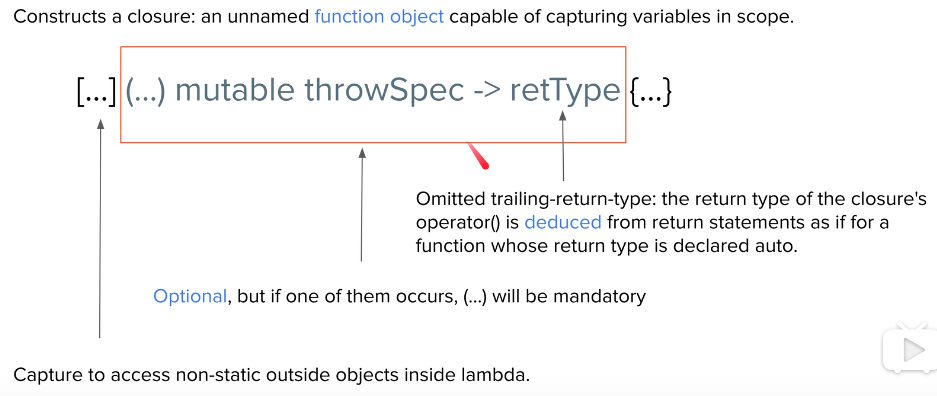 Constructs a closure: an unnamed function object capable of capturing variables in scope.
[...] (...) mutable throwSpec -> retType {...}
Omitted trailing-return-type: the return type of the closure's
operator() is deduced from return statements as if for a
function whose return type is declared auto.
Optional, but if one of them occurs, (...) will be mandatory
Capture to access non-static outside objects inside lambda.